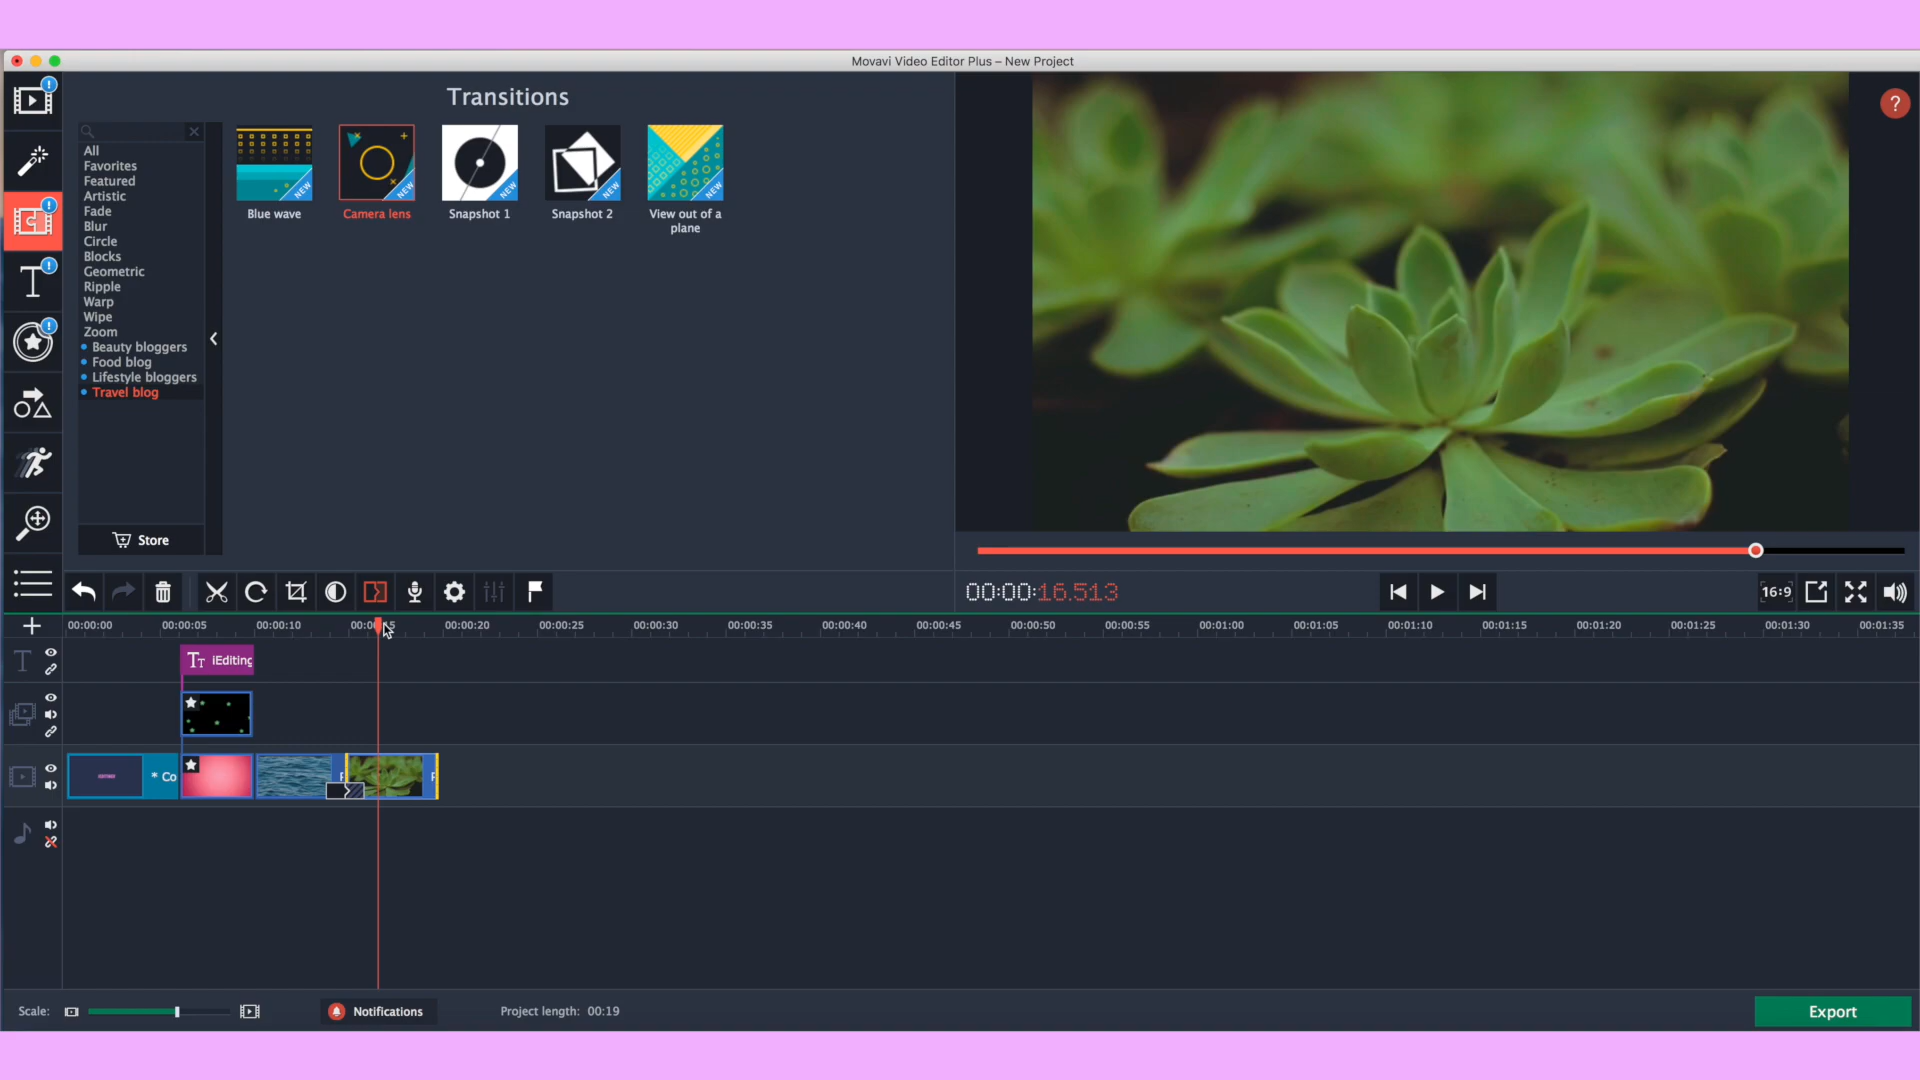 Movavi Video Editor Plus – New Project
Transitions
All
Favorites
Featured
Artistic
Fade
Blur
Circle
Blocks
Geometric
Ripple
Warp
Wipe
Zoom
Beauty bloggers
Food blog
Lifestyle bloggers
Travel blog
Store
NEW
Blue wave
NEW
Camera lens
NEW
Snapshot 1
NEW
Snapshot 2
NEW
View out of a
plane
?
00:00:16.513
16:9
00:00:00 00:00:05 00:00:10 00:00:20 00:00:25 00:00:30 00:00:35 00:00:40 00:00:45 00:00:50 00:00:55 00:01:00 00:01:05 00:01:10 00:01:15 00:01:20 00:01:25 00:01:30 00:01:35
iEditing
* Co
Scale:
Notifications
Project length: 00:19
Export